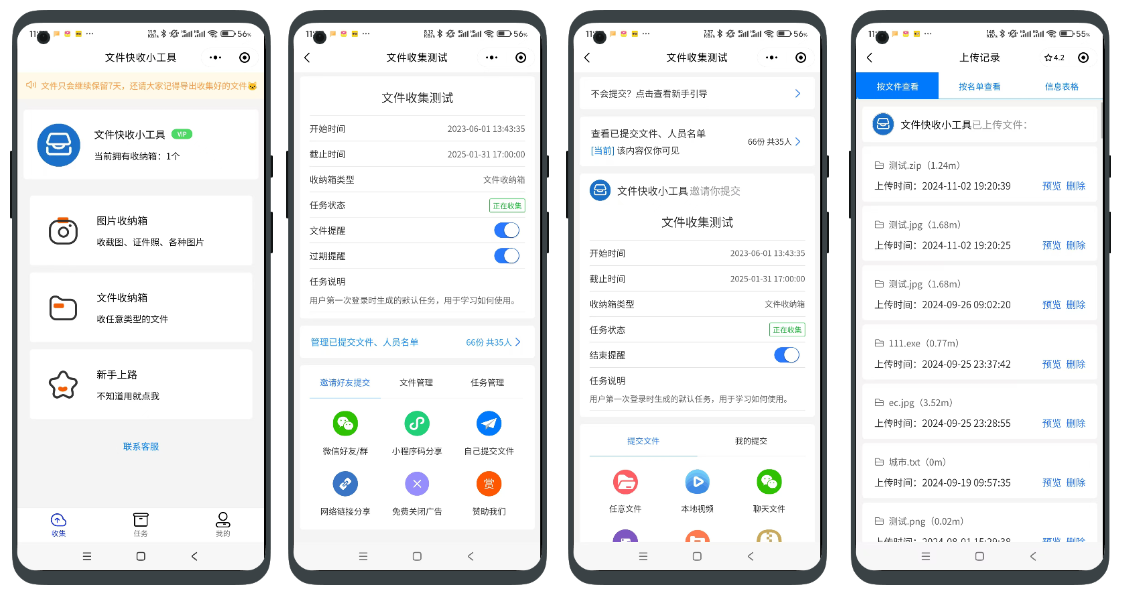 56%
文件快收小工具
文件只会继续保留7天，还请大家记得导出收集好的文件
文件快收小工具 VIP
当前拥有收纳箱：1个
图片收纳箱
收截图、证件照、各种图片
文件收纳箱
收任意类型的文件
新手上路
不知道用就点我
联系客服
收集 任务 我的
56%
文件收集测试
文件收集测试
开始时间 2023-06-01 13:43:35
截止时间 2025-01-31 17:00:00
收纳箱类型 文件收纳箱
任务状态 正在收集
文件提醒
过期提醒
任务说明
用户第一次登录时生成的默认任务，用于学习如何使用。
管理已提交文件、人员名单 66份 共35人
邀请好友提交 文件管理 任务管理
微信好友/群 小程序码分享 自己提交文件
赏
网络链接分享 免费关闭广告 赞助我们
56%
文件收集测试
不会提交？点击查看新手引导
查看已提交文件、人员名单
[当前] 该内容仅你可见
66份 共35人
文件快收小工具 邀请你提交
文件收集测试
开始时间 2023-06-01 13:43:35
截止时间 2025-01-31 17:00:00
收纳箱类型 文件收纳箱
任务状态 正在收集
结束提醒
任务说明
用户第一次登录时生成的默认任务，用于学习如何使用。
提交文件 我的提交
任意文件 本地视频 聊天文件
55%
上传记录 4.2
按文件查看 按名单查看 信息表格
文件快收小工具已上传文件：
测试.zip（1.24m）
上传时间：2024-11-02 19:20:39 预览 删除
测试.jpg（1.68m）
上传时间：2024-11-02 19:20:25 预览 删除
测试.jpg（1.68m）
上传时间：2024-09-26 09:02:20 预览 删除
111.exe（0.77m）
上传时间：2024-09-25 23:37:42 预览 删除
ec.jpg（3.52m）
上传时间：2024-09-25 23:28:55 预览 删除
城市.txt（0m）
上传时间：2024-09-19 09:57:35 预览 删除
测试.png（0.02m）
上传时间：2024-08-01 15:29:38 预览 删除